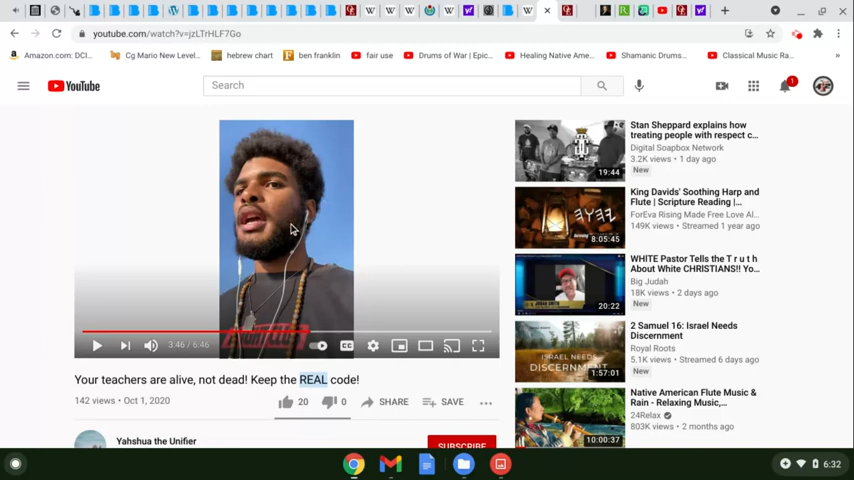 youtube.com/watch?v=jzLTrHLF7Go
Amazon.com: DCI...
Cg Mario New Level...
hebrew chart
ben franklin
fair use
Drums of War | Epic...
Healing Native Ame...
Shamanic Drums...
Classical Music Ra...
»
YouTube
Search
1
Stan Sheppard explains how
treating people with respect c...
Digital Soapbox Network
3.2K views • 1 day ago
New
19:44
King Davids' Soothing Harp and
Flute | Scripture Reading |...
ForEva Rising Made Free Love Al...
149K views • Streamed 1 year ago
8:05:45
WHITE Pastor Tells the T r u t h
About White CHRISTIANS!! Yo...
Big Judah
18K views • 2 days ago
New
20:22
2 Samuel 16: Israel Needs
Discernment
Royal Roots
5.1K views • Streamed 6 days ago
New
ISRAEL NEEDS
DISCERNMENT
1:57:01
Native American Flute Music &
Rain - Relaxing Music,...
24Relax
803K views • 2 months ago
10:00:37
3:46 / 6:46
CC
Your teachers are alive, not dead! Keep the REAL code!
142 views • Oct 1, 2020
20
0
SHARE
SAVE
Yahshua the Unifier
SUBSCRIBE
6:32